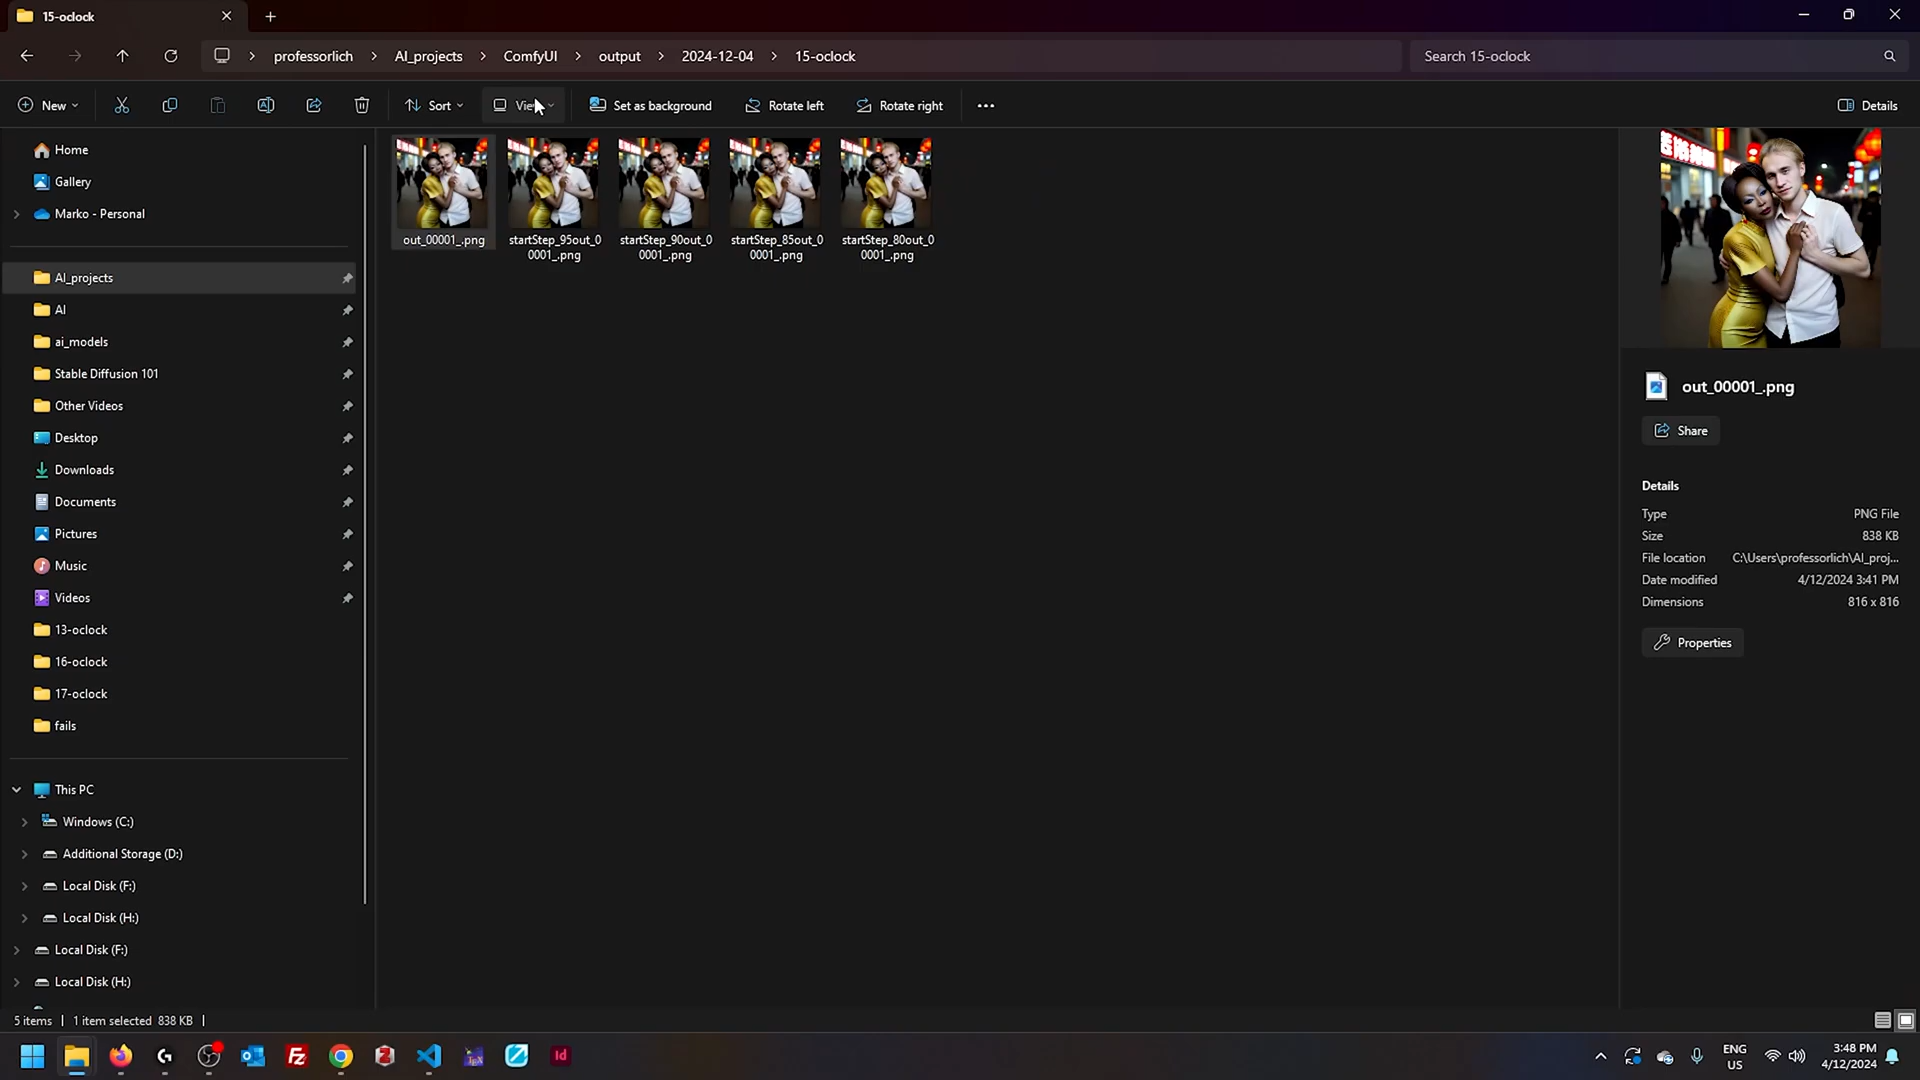 15-oclock
professorlich
AI_projects
ComfyUI
output
2024-12-04
15-oclock
Search 15-oclock
New
Sort
Set as background
Rotate left
Rotate right
Details
Home
Gallery
Marko - Personal
AI_projects
AI
ai_models
Stable Diffusion 101
Other Videos
Desktop
Downloads
Documents
Pictures
Music
Videos
13-oclock
16-oclock
17-oclock
fails
This PC
Windows (C:)
Additional Storage (D:)
Local Disk (F:)
Local Disk (H:)
Local Disk (F:)
Local Disk (H:)
out_00001_.png
startStep_95out_0
0001_.png
startStep_90out_0
0001_.png
startStep_85out_0
0001_.png
startStep_80out_0
0001_.png
out_00001_.png
Share
Details
Type PNG File
Size 838 KB
File location C:\Users\professorlich\AI_proj...
Date modified 4/12/2024 3:41 PM
Dimensions 816 x 816
Properties
5 items
1 item selected 838 KB
Fz
Z
Id
ENG
US
3:48 PM
4/12/2024